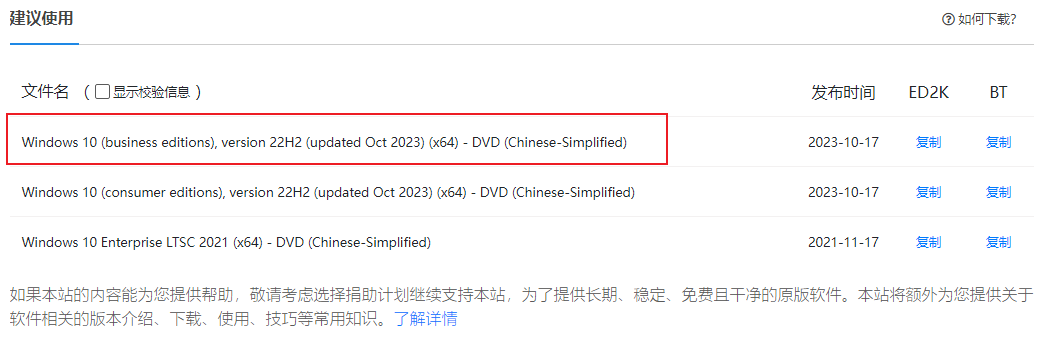 建议使用 如何下载?
文件名 ( 显示校验信息 ) 发布时间 ED2K BT
Windows 10 (business editions), version 22H2 (updated Oct 2023) (x64) - DVD (Chinese-Simplified) 2023-10-17 复制 复制
Windows 10 (consumer editions), version 22H2 (updated Oct 2023) (x64) - DVD (Chinese-Simplified) 2023-10-17 复制 复制
Windows 10 Enterprise LTSC 2021 (x64) - DVD (Chinese-Simplified) 2021-11-17 复制 复制
如果本站的内容能为您提供帮助，敬请考虑选择捐助计划继续支持本站，为了提供长期、稳定、免费且干净的原版软件。本站将额外为您提供关于
软件相关的版本介绍、下载、使用、技巧等常用知识。了解详情